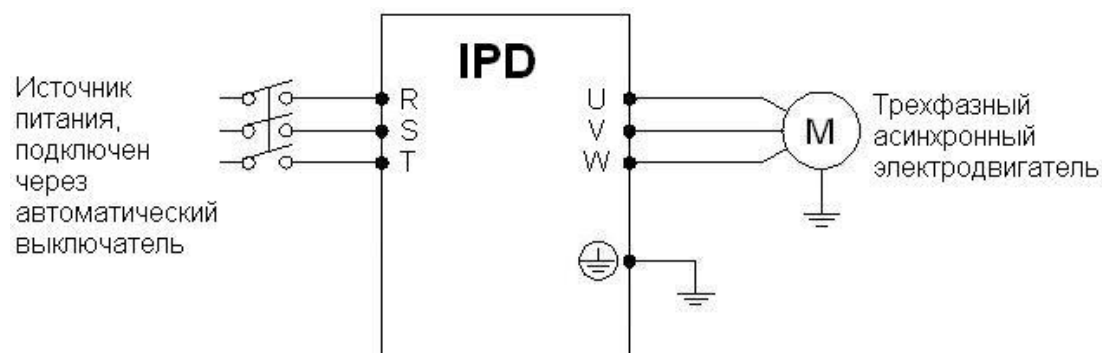 IPD
Источник
питания,
подключен
через
автоматический
выключатель
R
S
T
U
V
W
M
Трехфазный
асинхронный
электродвигатель